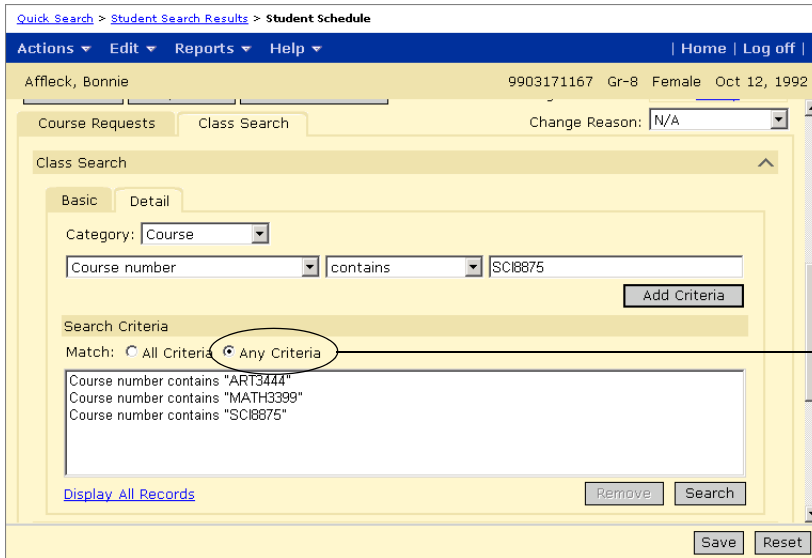 Quick Search > Student Search Results > Student Schedule
Actions Edit Reports Help | Home | Log off |
Affleck, Bonnie 9903171167 Gr-8 Female Oct 12, 1992
Course Requests Class Search Change Reason: N/A
Class Search
Basic Detail
Category: Course
Course number contains SCI8875
Add Criteria
Search Criteria
Match: All Criteria Any Criteria
Course number contains "ART3444"
Course number contains "MATH3399"
Course number contains "SCI8875"
Display All Records Remove Search
Save Reset